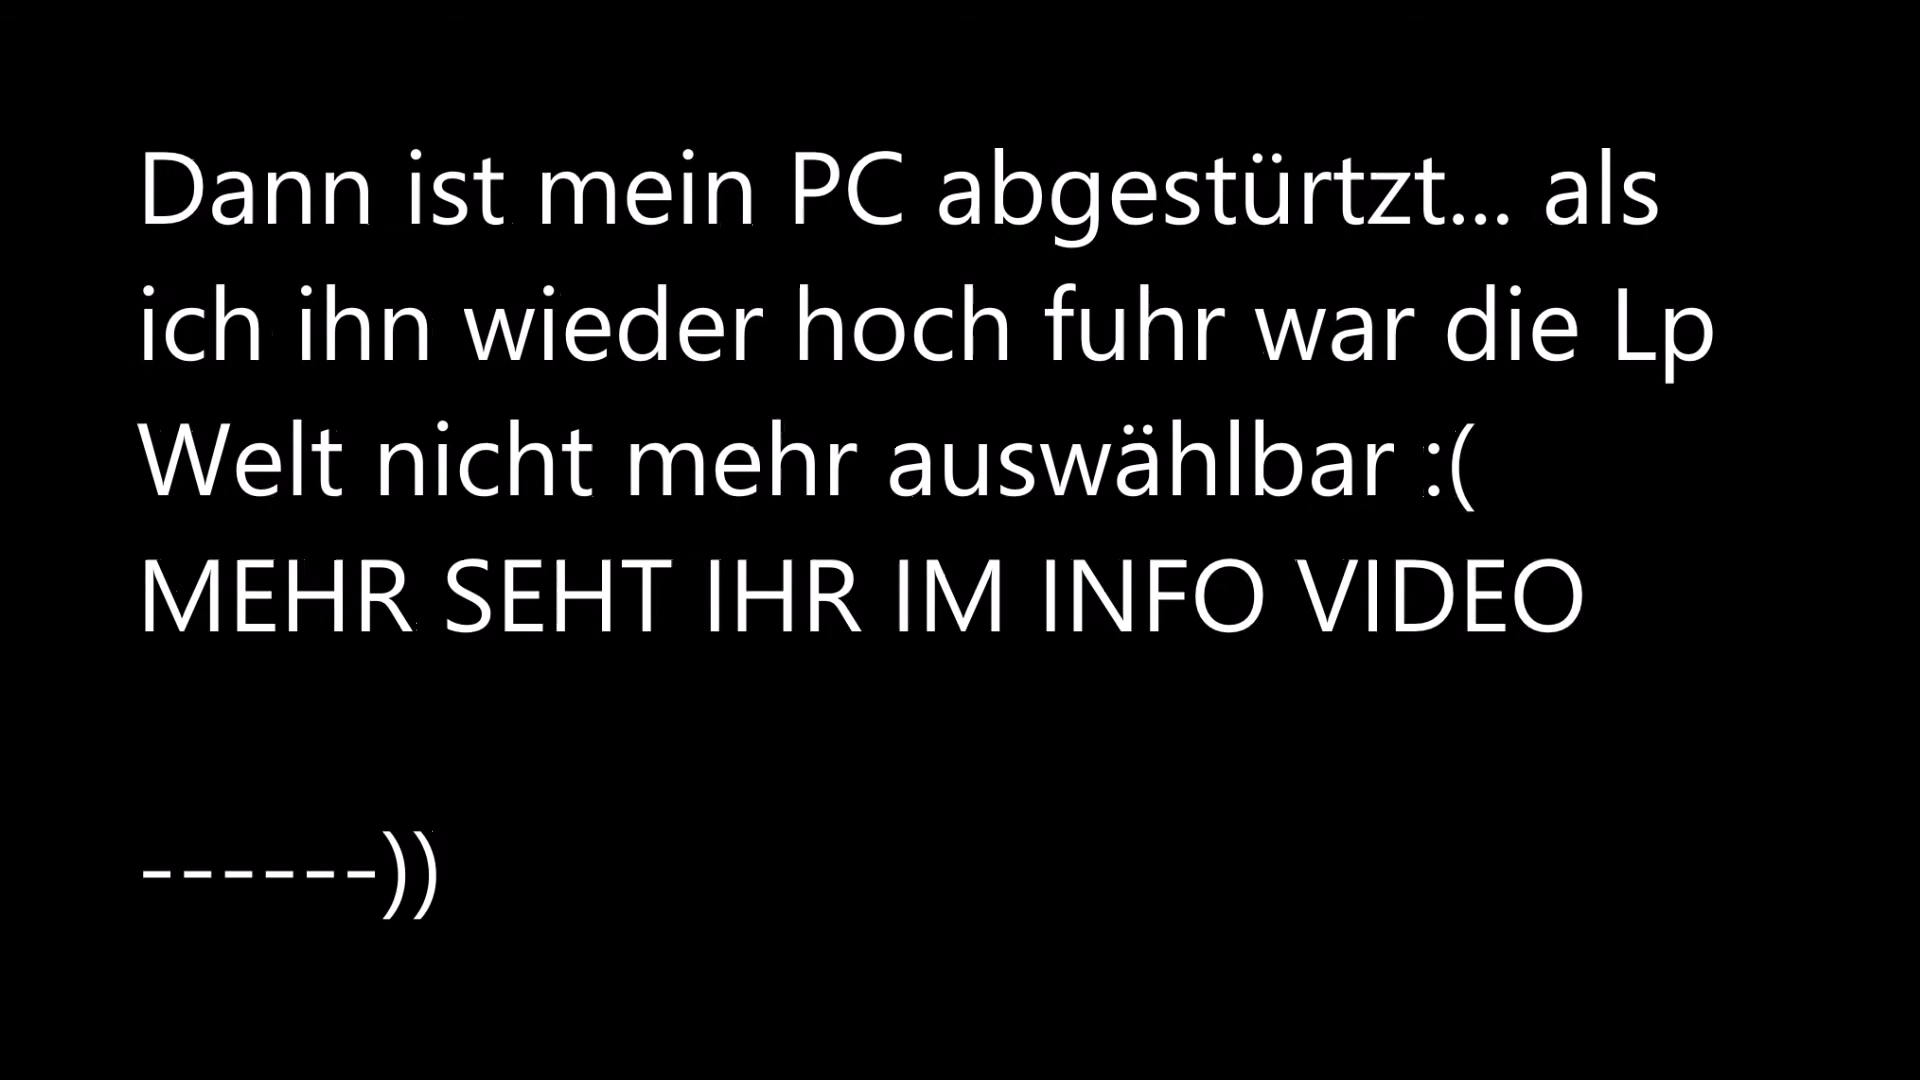 Dann ist mein PC abgestürtzt... als
ich ihn wieder hoch fuhr war die Lp
Welt nicht mehr auswählbar :(
MEHR SEHT IHR IM INFO VIDEO
------))